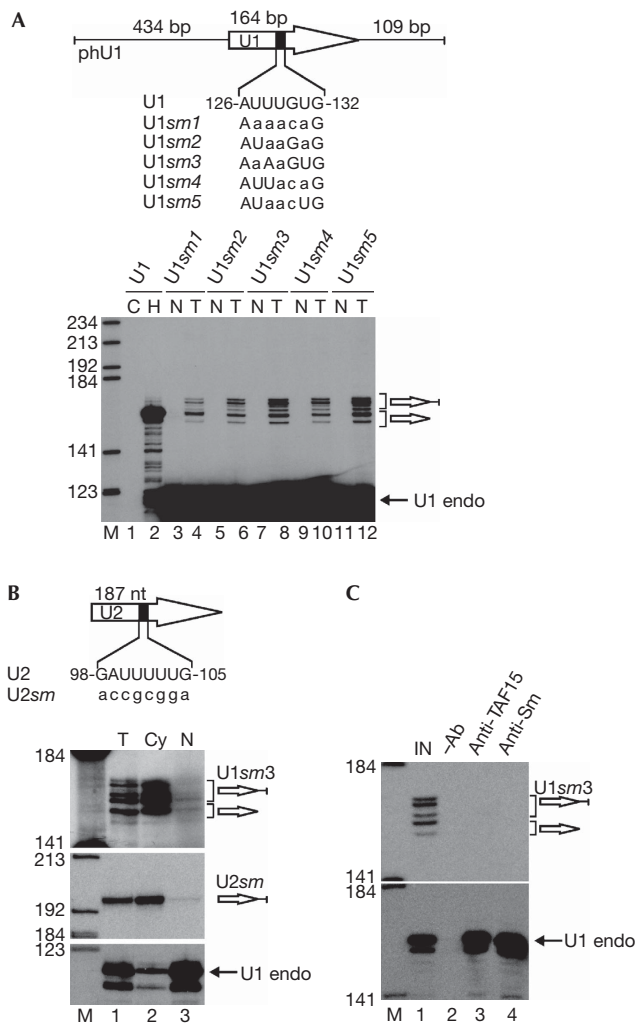 A
434 bp
164 bp
109 bp
U1
phU1
U1 126-AUUUGUG-132
U1sm1 AaaacaG
U1sm2 AUaaGaG
U1sm3 AaAaGUG
U1sm4 AUUacaG
U1sm5 AUaacUG
U1 U1sm1 U1sm2 U1sm3 U1sm4 U1sm5
C H N T N T N T N T N T
234
213
192
184
141
123
U1 endo
M 1 2 3 4 5 6 7 8 9 10 11 12
B
187 nt
U2
U2 98-GAUUUUUG-105
U2sm accgcgga
T Cy N
184
U1sm3
141
213
U2sm
192
184
123
U1 endo
M 1 2 3
C
IN -Ab Anti-TAF15 Anti-Sm
184
U1sm3
141
184
U1 endo
141
M 1 2 3 4